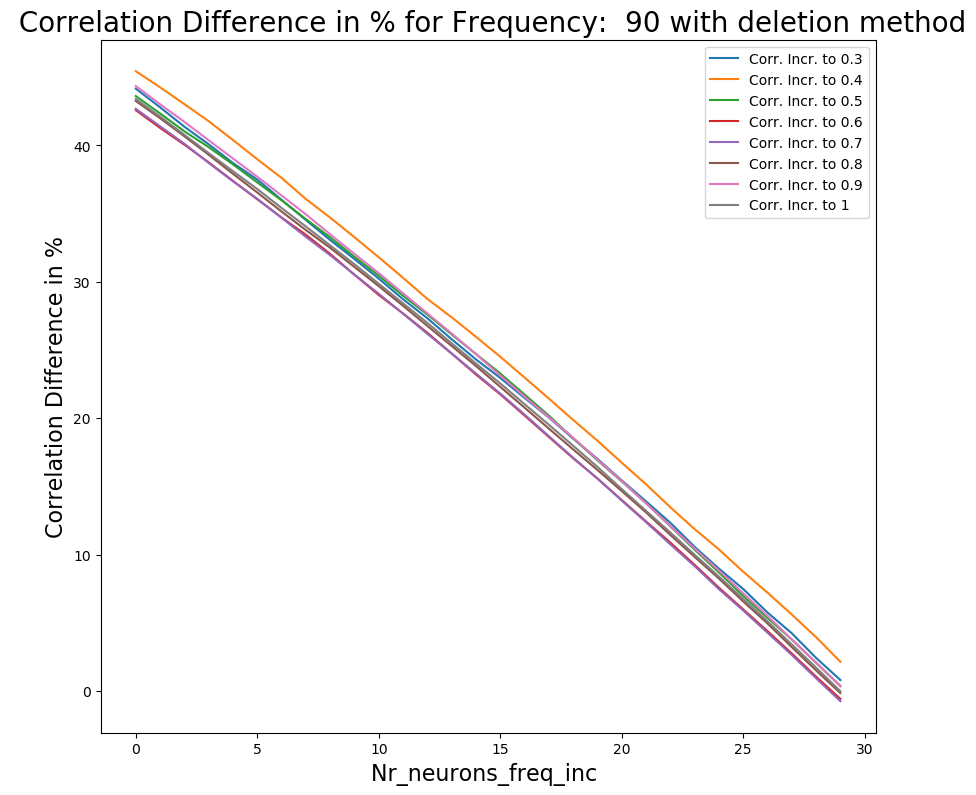 Correlation Difference in % for Frequency:  90 with deletion method
Corr. Incr. to 0.3
Corr. Incr. to 0.4
Corr. Incr. to 0.5
Corr. Incr. to 0.6
Corr. Incr. to 0.7
Corr. Incr. to 0.8
Corr. Incr. to 0.9
Corr. Incr. to 1
Correlation Difference in %
40
30
20
10
0
0 5 10 15 20 25 30
Nr_neurons_freq_inc